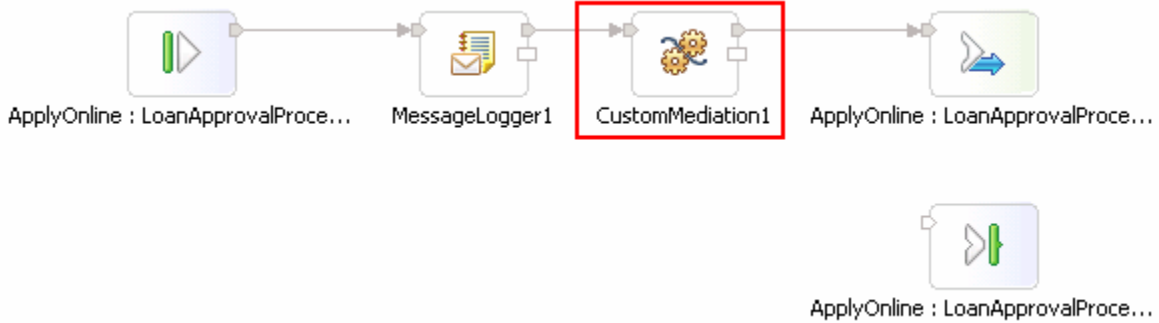 ApplyOnline : LoanApprovalProce...
MessageLogger1
CustomMediation1
ApplyOnline : LoanApprovalProce...
ApplyOnline : LoanApprovalProce...